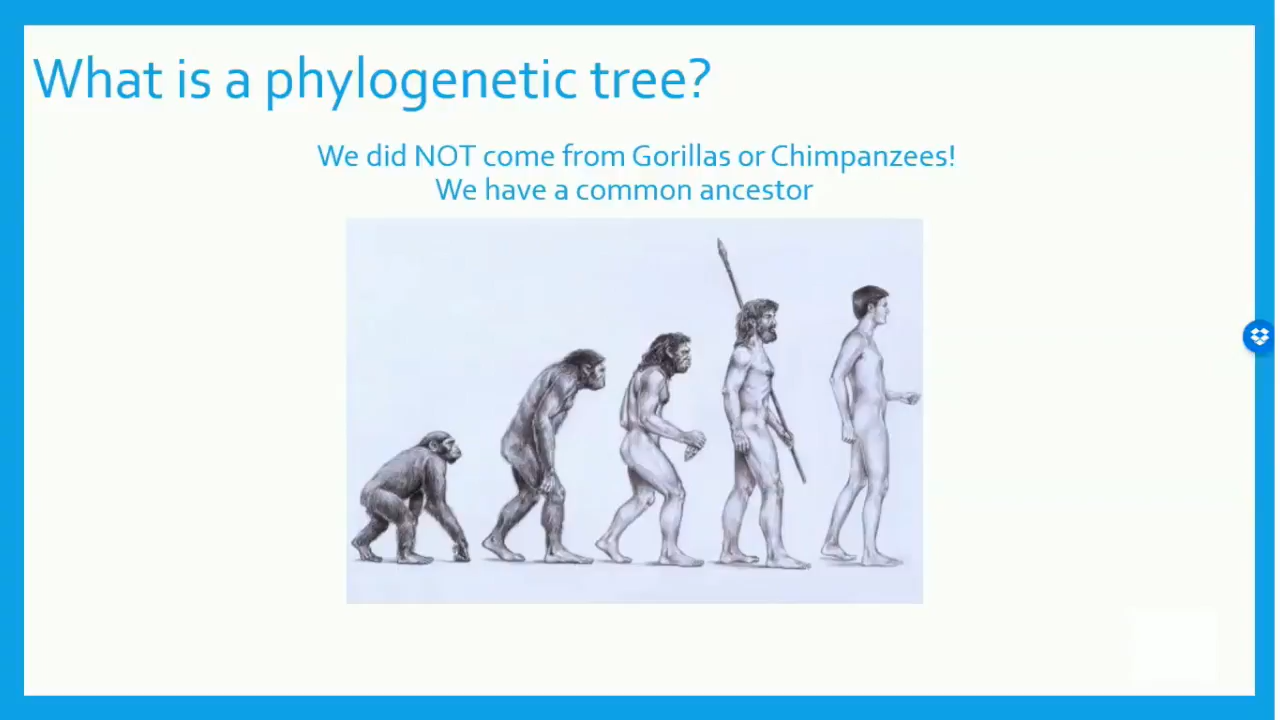 What is a phylogenetic tree?
We did NOT come from Gorillas or Chimpanzees!
We have a common ancestor